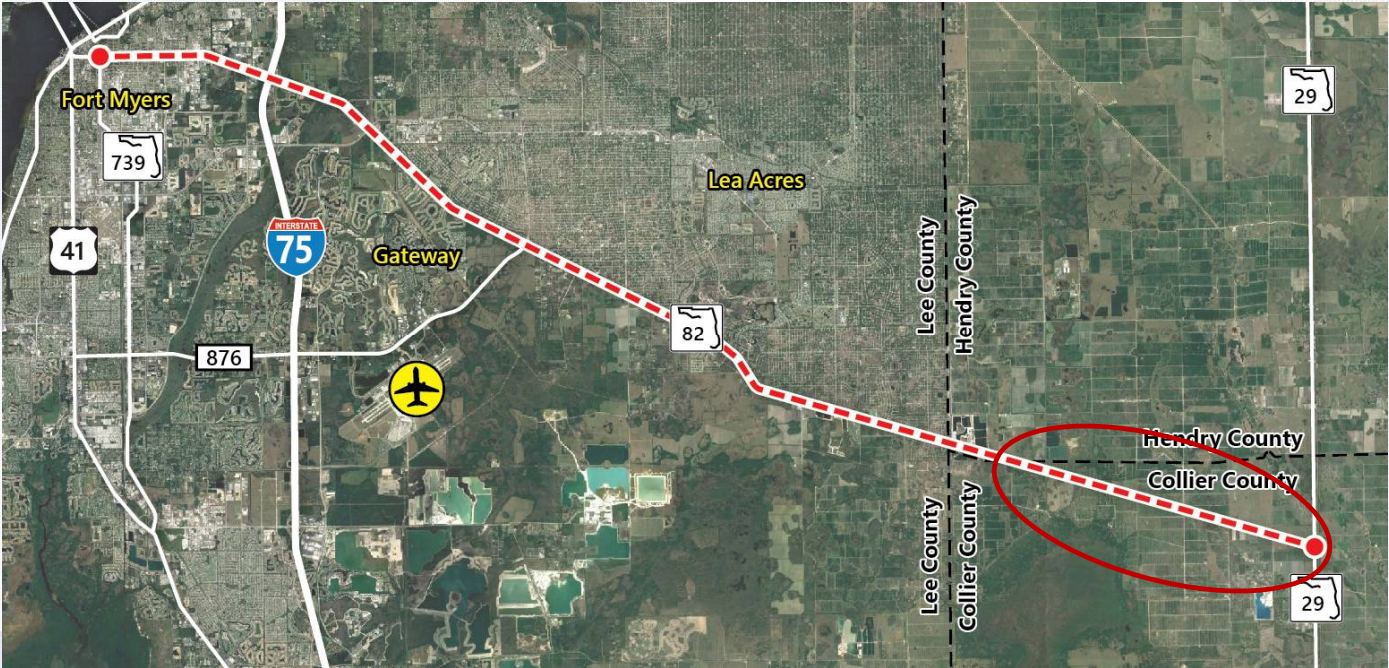 Fort Myers
29
739
Lea Acres
41
INTERSTATE
75
Gateway
Lee County
Hendry County
82
876
Hendry County
Collier County
Lee County
Collier County
29